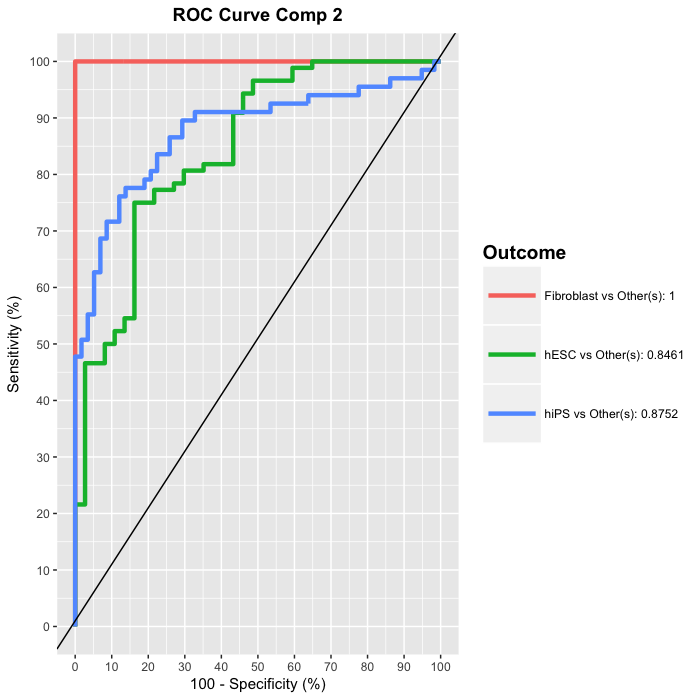 ROC Curve Comp 2
Sensitivity (%)
100
90
80
70
60
50
40
30
20
10
0
0 10 20 30 40 50 60 70 80 90 100
100 - Specificity (%)
Outcome
Fibroblast vs Other(s): 1
hESC vs Other(s): 0.8461
hiPS vs Other(s): 0.8752